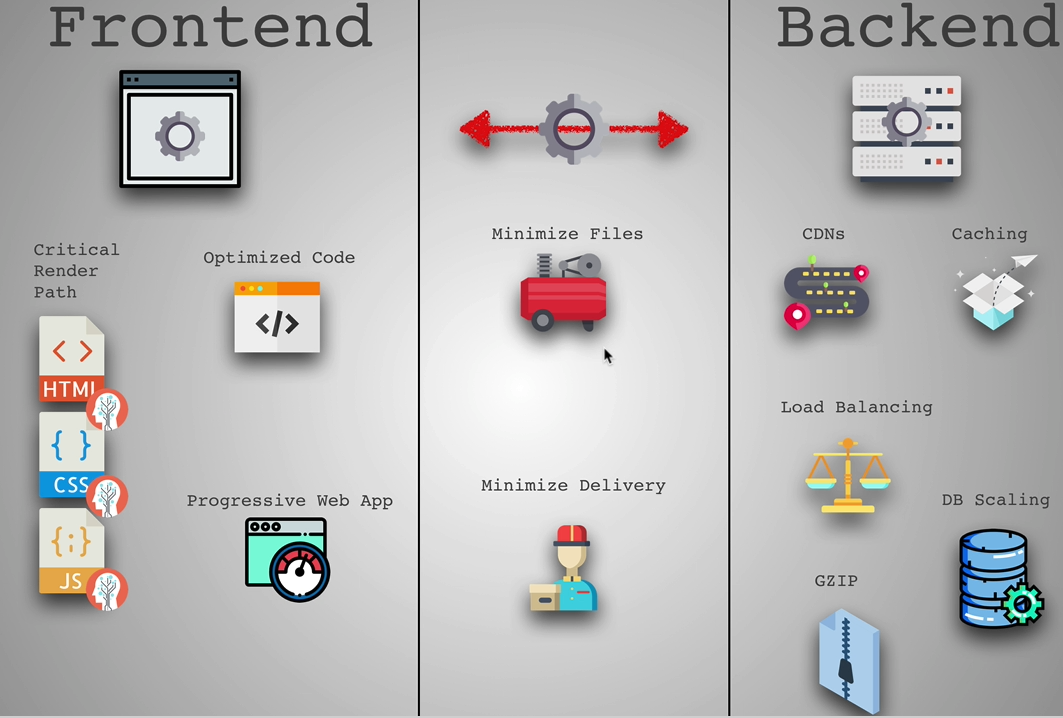 Frontend
Backend
Critical
Render
Path
Optimized Code
</>
< >
HTML
{ }
CSS
{;}
JS
Progressive Web App
Minimize Files
Minimize Delivery
CDNs
Caching
Load Balancing
DB Scaling
GZIP